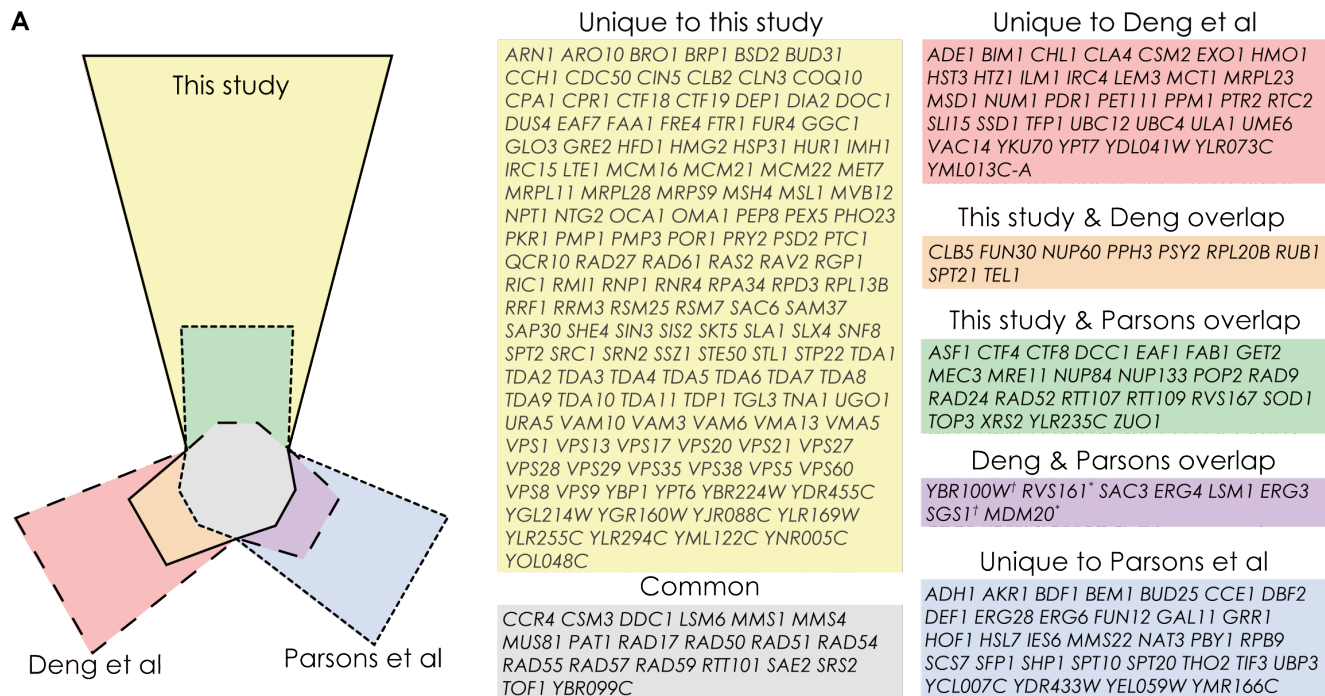 A
This study
Deng et al
Parsons et al
Unique to this study
ARN1 ARO10 BRO1 BRP1 BSD2 BUD31
CCH1 CDC50 CIN5 CLB2 CLN3 COQ10
CPA1 CPR1 CTF18 CTF19 DEP1 DIA2 DOC1
DUS4 EAF7 FAA1 FRE4 FTR1 FUR4 GGC1
GLO3 GRE2 HFD1 HMG2 HSP31 HUR1 IMH1
IRC15 LTE1 MCM16 MCM21 MCM22 MET7
MRPL11 MRPL28 MRPS9 MSH4 MSL1 MVB12
NPT1 NTG2 OCA1 OMA1 PEP8 PEX5 PHO23
PKR1 PMP1 PMP3 POR1 PRY2 PSD2 PTC1
QCR10 RAD27 RAD61 RAS2 RAV2 RGP1
RIC1 RMI1 RNP1 RNR4 RPA34 RPD3 RPL13B
RRF1 RRM3 RSM25 RSM7 SAC6 SAM37
SAP30 SHE4 SIN3 SIS2 SKT5 SLA1 SLX4 SNF8
SPT2 SRC1 SRN2 SSZ1 STE50 STL1 STP22 TDA1
TDA2 TDA3 TDA4 TDA5 TDA6 TDA7 TDA8
TDA9 TDA10 TDA11 TDP1 TGL3 TNA1 UGO1
URA5 VAM10 VAM3 VAM6 VMA13 VMA5
VPS1 VPS13 VPS17 VPS20 VPS21 VPS27
VPS28 VPS29 VPS35 VPS38 VPS5 VPS60
VPS8 VPS9 YBP1 YPT6 YBR224W YDR455C
YGL214W YGR160W YJR088C YLR169W
YLR255C YLR294C YML122C YNR005C
YOL048C
Common
CCR4 CSM3 DDC1 LSM6 MMS1 MMS4
MUS81 PAT1 RAD17 RAD50 RAD51 RAD54
RAD55 RAD57 RAD59 RTT101 SAE2 SRS2
TOF1 YBR099C
Unique to Deng et al
ADE1 BIM1 CHL1 CLA4 CSM2 EXO1 HMO1
HST3 HTZ1 ILM1 IRC4 LEM3 MCT1 MRPL23
MSD1 NUM1 PDR1 PET111 PPM1 PTR2 RTC2
SLI15 SSD1 TFP1 UBC12 UBC4 ULA1 UME6
VAC14 YKU70 YPT7 YDL041W YLR073C
YML013C-A
This study & Deng overlap
CLB5 FUN30 NUP60 PPH3 PSY2 RPL20B RUB1
SPT21 TEL1
This study & Parsons overlap
ASF1 CTF4 CTF8 DCC1 EAF1 FAB1 GET2
MEC3 MRE11 NUP84 NUP133 POP2 RAD9
RAD24 RAD52 RTT107 RTT109 RVS167 SOD1
TOP3 XRS2 YLR235C ZUO1
Deng & Parsons overlap
YBR100W† RVS161* SAC3 ERG4 LSM1 ERG3
SGS1† MDM20*
Unique to Parsons et al
ADH1 AKR1 BDF1 BEM1 BUD25 CCE1 DBF2
DEF1 ERG28 ERG6 FUN12 GAL11 GRR1
HOF1 HSL7 IES6 MMS22 NAT3 PBY1 RPB9
SCS7 SFP1 SHP1 SPT10 SPT20 THO2 TIF3 UBP3
YCL007C YDR433W YEL059W YMR166C